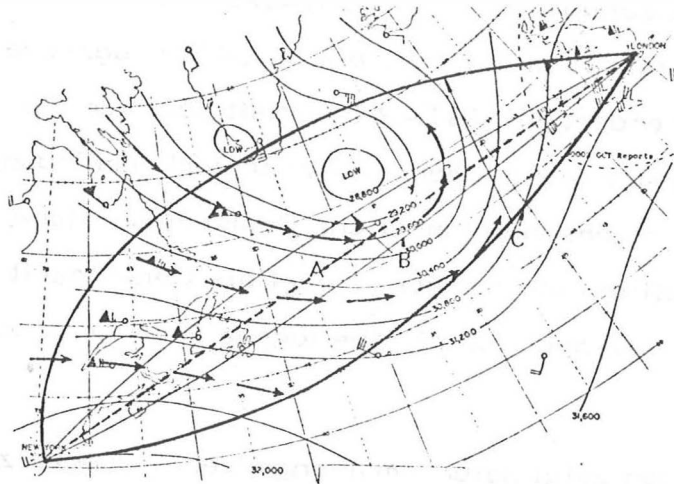 LONDON
LOW
LOW
GCT Reports
28,800
29,200
29,600
30,000
A
B
C
30,400
30,800
31,200
31,600
NEW YORK
32,000